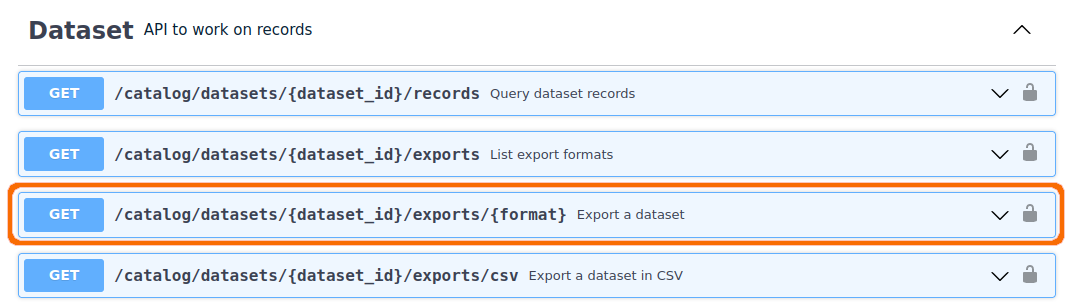 Dataset API to work on records
GET /catalog/datasets/{dataset_id}/records Query dataset records
GET /catalog/datasets/{dataset_id}/exports List export formats
GET /catalog/datasets/{dataset_id}/exports/{format} Export a dataset
GET /catalog/datasets/{dataset_id}/exports/csv Export a dataset in CSV